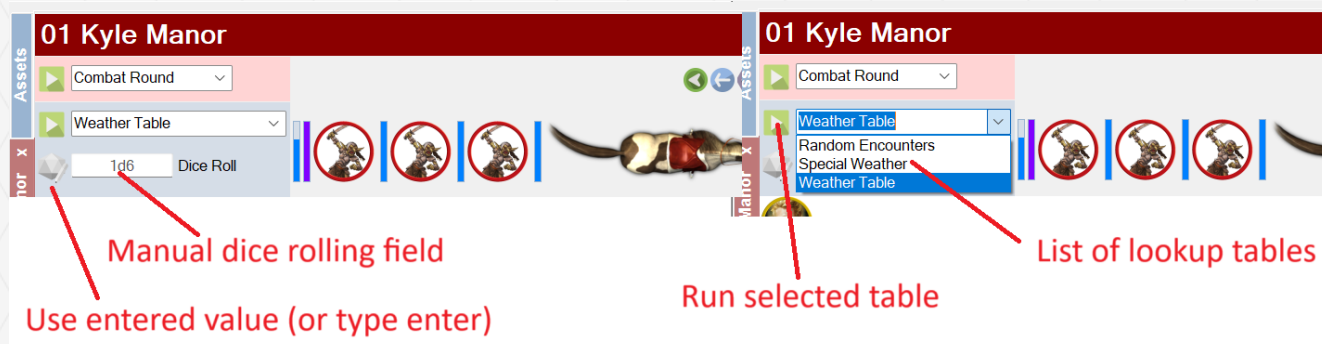 01 Kyle Manor
Assets
Combat Round
Weather Table
x
nor
1d6
Dice Roll
Manual dice rolling field
Use entered value (or type enter)
01 Kyle Manor
Assets
Combat Round
Weather Table
x
Manor
Random Encounters
Special Weather
Weather Table
List of lookup tables
Run selected table